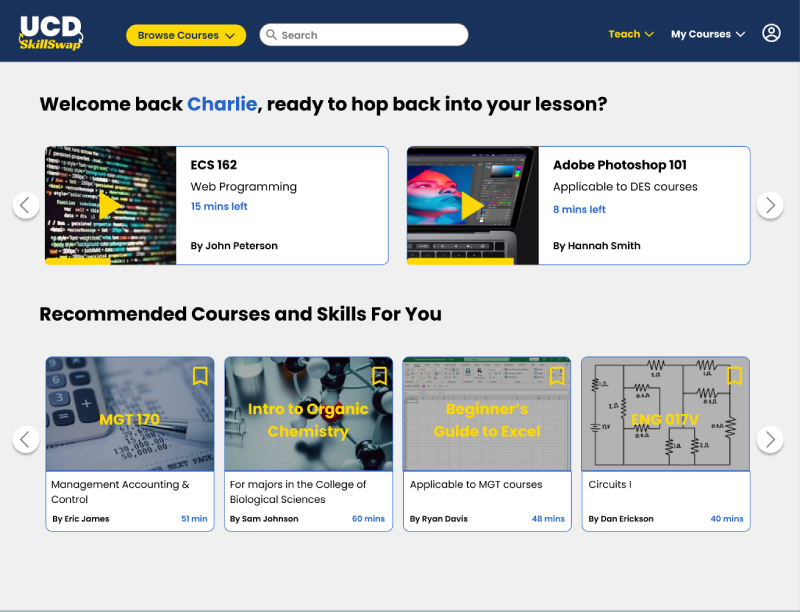 UCD
SkillSwap
Browse Courses
Search
Teach
My Courses
Welcome back Charlie, ready to hop back into your lesson?
ECS 162
Web Programming
15 mins left
By John Peterson
Adobe Photoshop 101
Applicable to DES courses
8 mins left
By Hannah Smith
Recommended Courses and Skills For You
MGT 170
Management Accounting &
Control
By Eric James
51 min
Intro to Organic
Chemistry
For majors in the College of
Biological Sciences
By Sam Johnson
60 mins
Beginner's
Guide to Excel
Applicable to MGT courses
By Ryan Davis
48 mins
ENG 017V
Circuits I
By Dan Erickson
40 mins